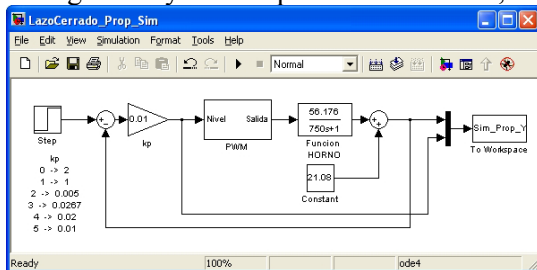 LazoCerrado_Prop_Sim
File Edit View Simulation Format Tools Help
Normal
Step
0.01
kp
Nivel Salida
PWM
56.176
750s+1
Funcion
HORNO
21.08
Constant
Sim_Prop_Y
To Workspace
kp
0 -> 2
1 -> 1
2 -> 0.005
3 -> 0.0267
4 -> 0.02
5 -> 0.01
Ready 100% ode4